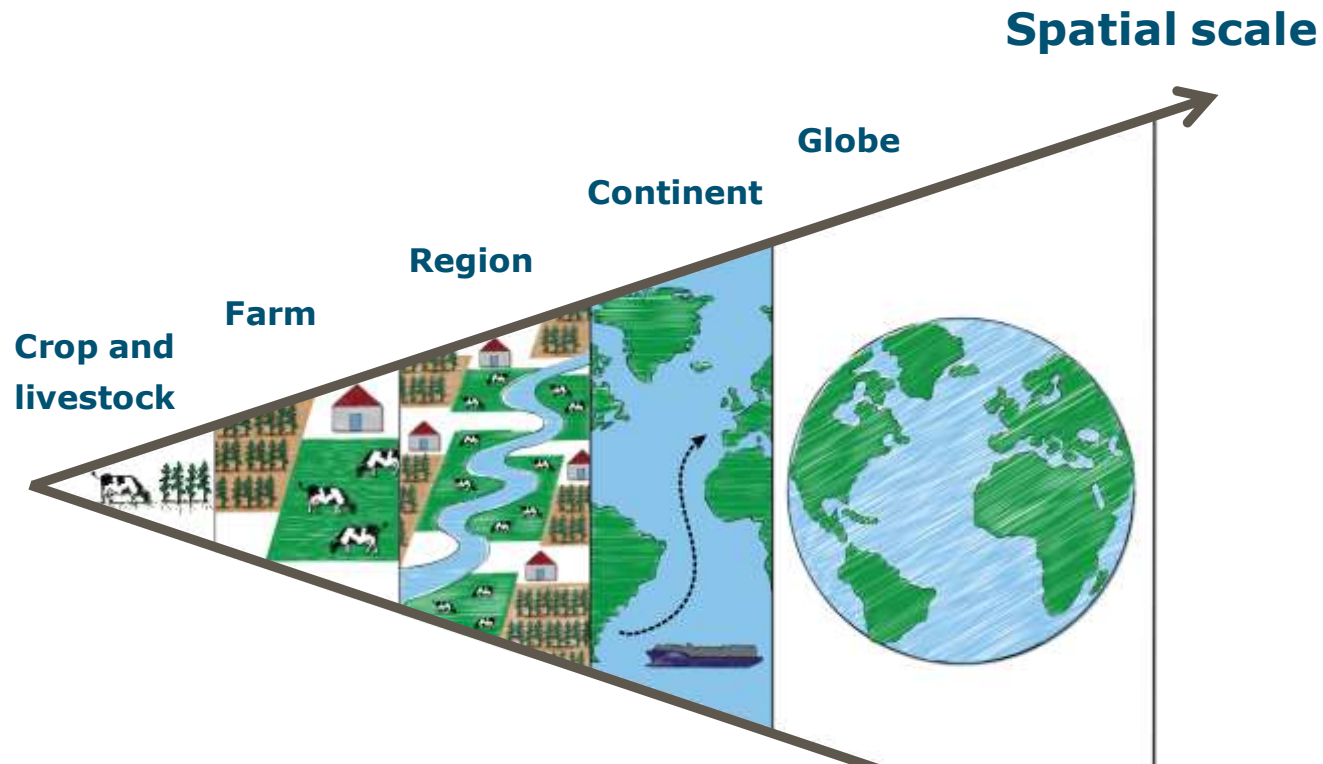 Spatial scale
Globe
Continent
Region
Farm
Crop and
livestock